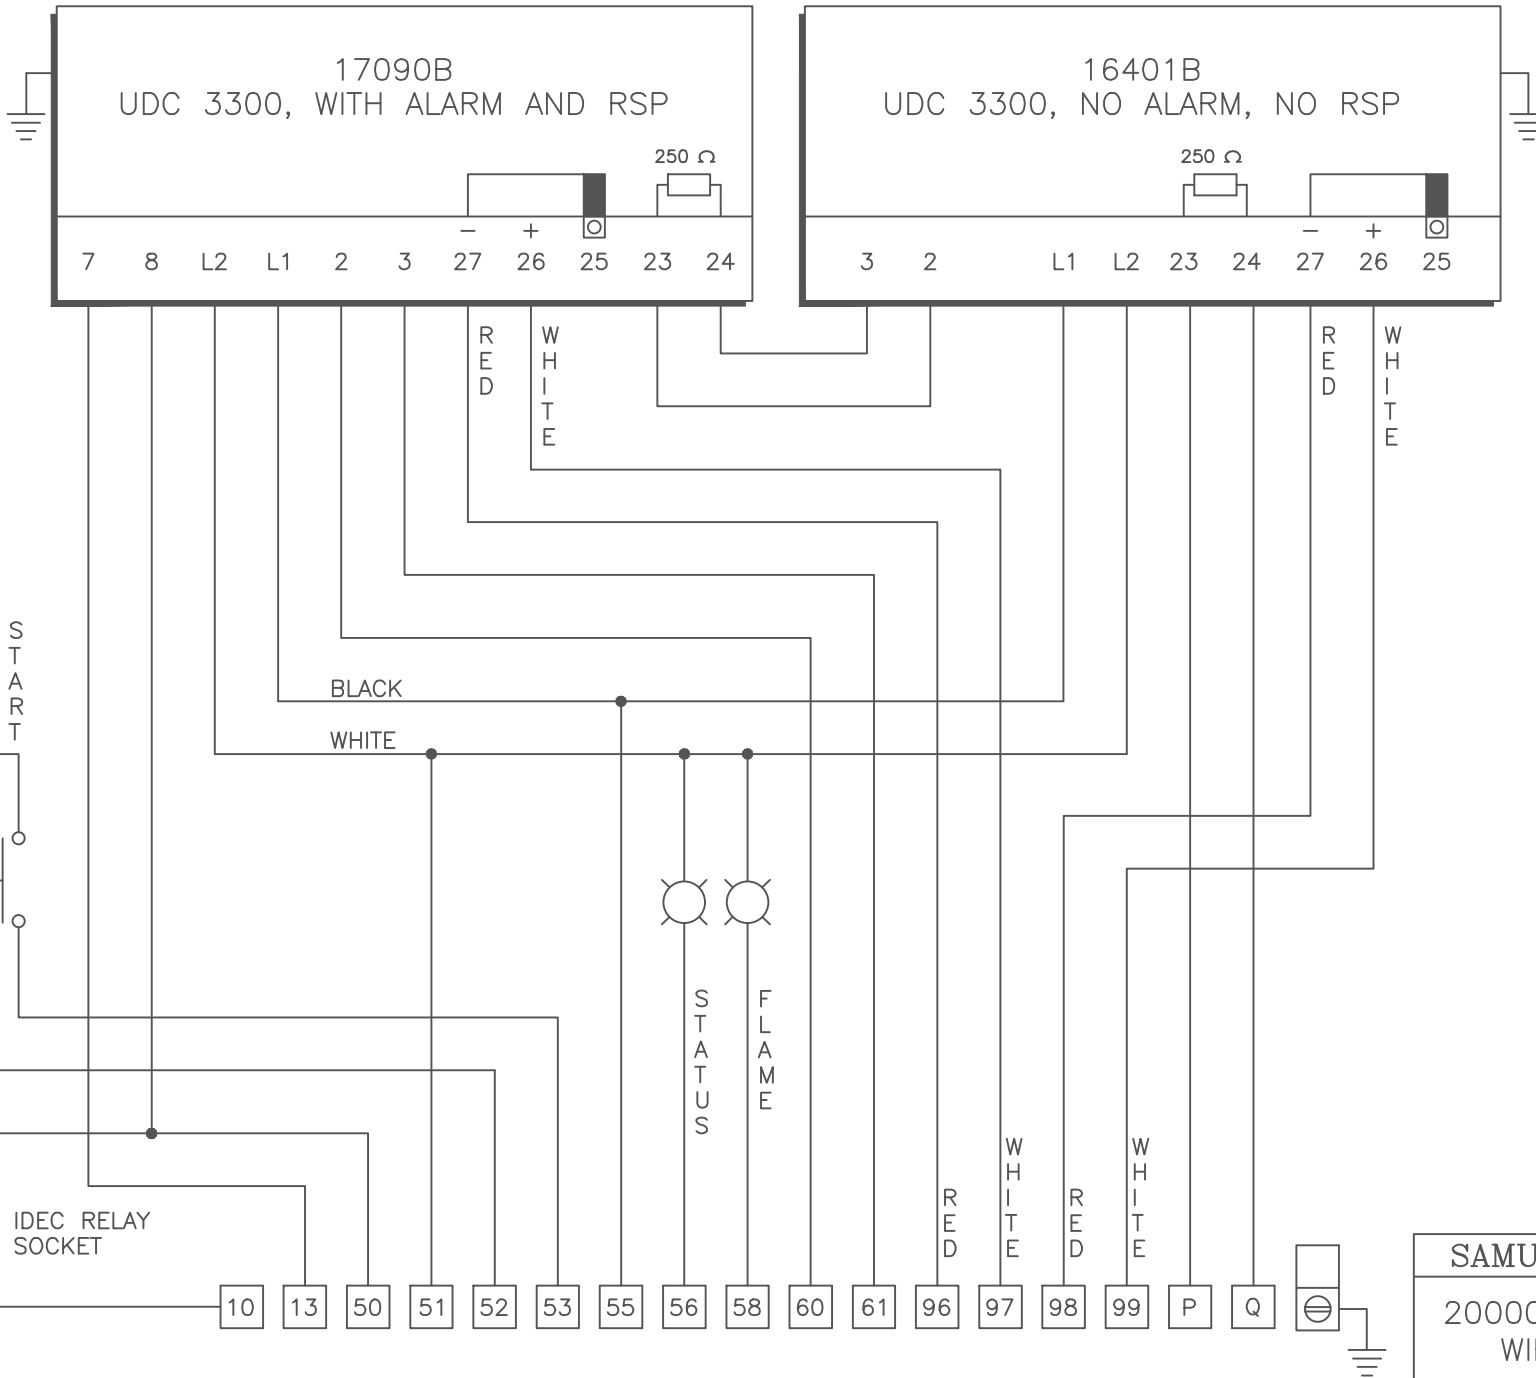 17090B
UDC 3300, WITH ALARM AND RSP
250 Ω
− +
7 8 L2 L1 2 3 27 26 25 23 24
16401B
UDC 3300, NO ALARM, NO RSP
250 Ω
− +
3 2 L1 L2 23 24 27 26 25
RED
WHITE
RED
WHITE
START
BLACK
WHITE
STATUS
FLAME
RED
WHITE
RED
WHITE
IDEC RELAY
SOCKET
10 13 50 51 52 53 55 56 58 60 61 96 97 98 99 P Q
SAMU
20000
WI